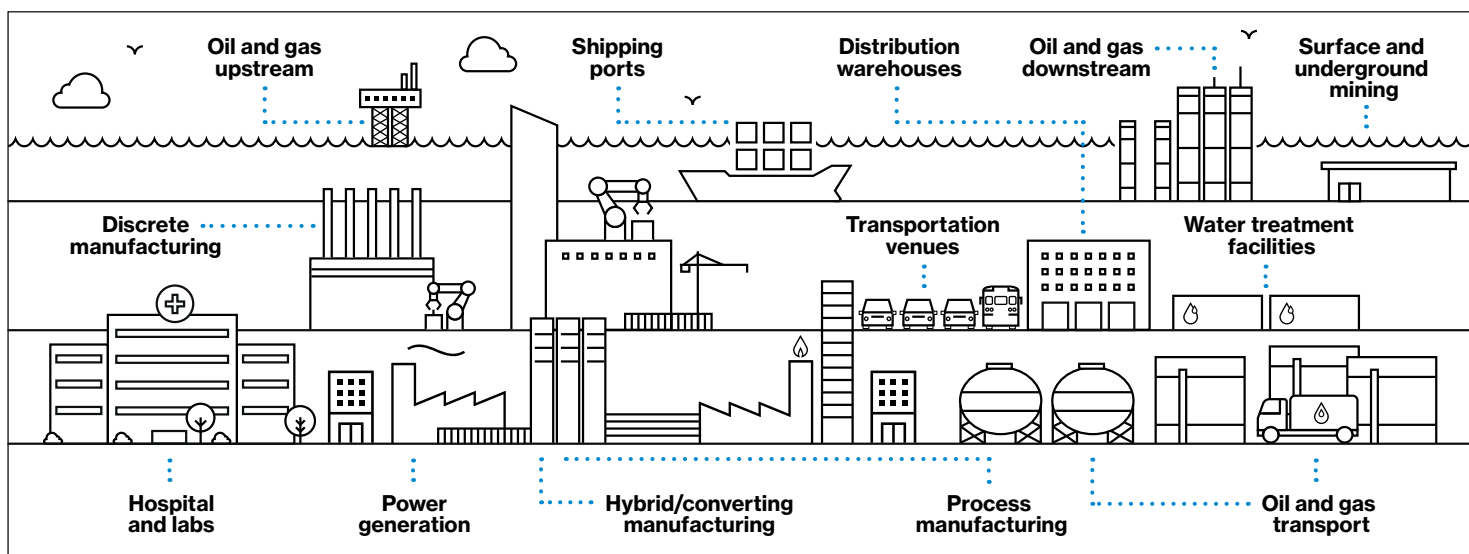 Oil and gas
upstream
Shipping
ports
Distribution
warehouses
Oil and gas
downstream
Surface and
underground
mining
Discrete
manufacturing
Transportation
venues
Water treatment
facilities
Hospital
and labs
Power
generation
Hybrid/converting
manufacturing
Process
manufacturing
Oil and gas
transport